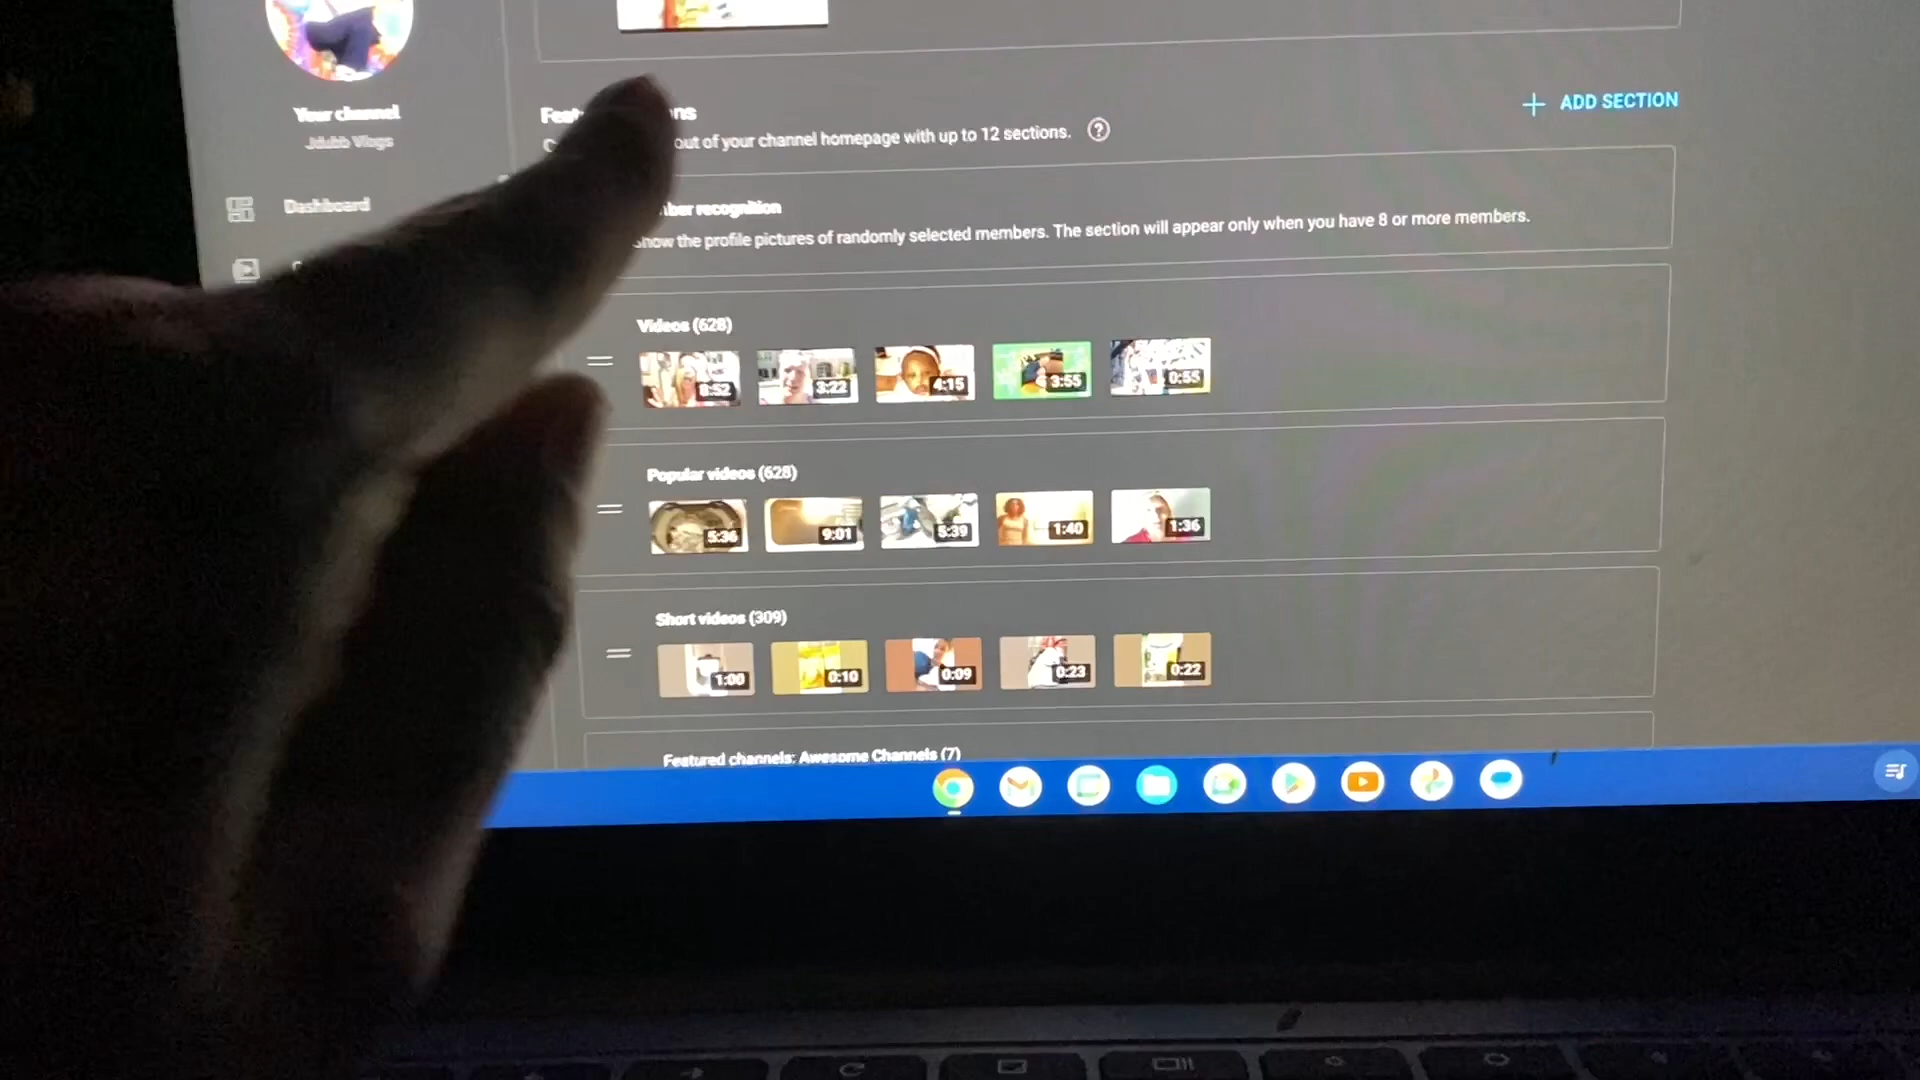 Your channel
Jdubb Vlogs
Dashboard
ADD SECTION
out of your channel homepage with up to 12 sections.
recognition
Show the profile pictures of randomly selected members. The section will appear only when you have 8 or more members.
Videos (628)
8:52
3:22
4:15
3:55
0:55
Popular videos (628)
5:36
9:01
5:39
1:40
1:36
Short videos (309)
1:00
0:10
0:09
0:23
0:22
Featured channels: Awesome Channels (7)